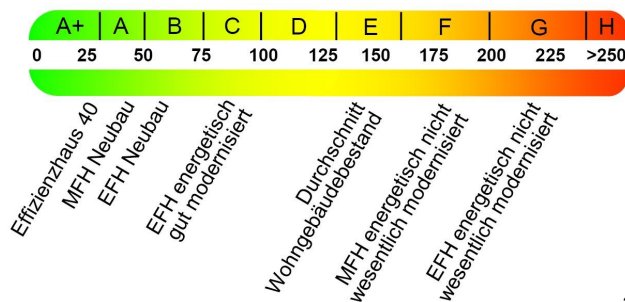 A+ A B C D E F G H
0 25 50 75 100 125 150 175 200 225 >250
Effizienzhaus 40
MFH Neubau
EFH Neubau
EFH energetisch
gut modernisiert
Durchschnitt
Wohngebäudebestand
MFH energetisch nicht
wesentlich modernisiert
EFH energetisch nicht
wesentlich modernisiert